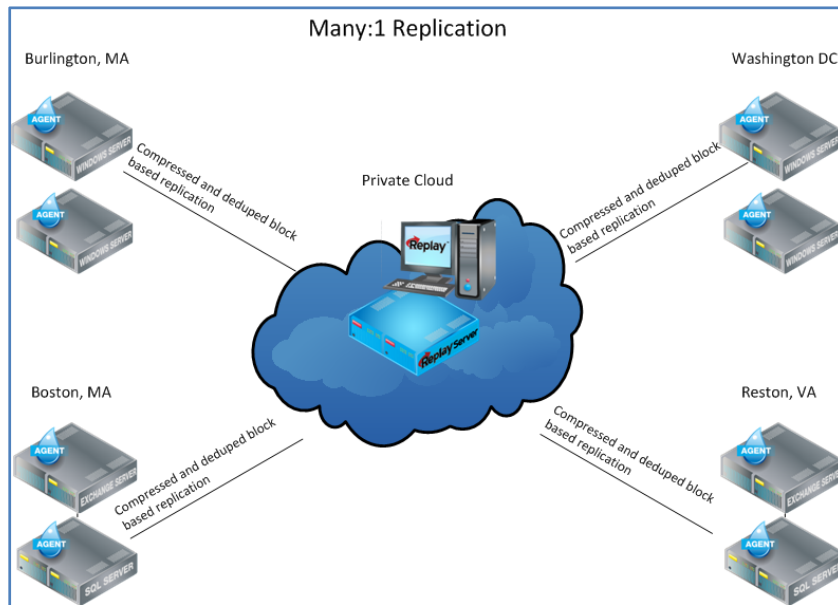 Many:1 Replication
Burlington, MA
Washington DC
AGENT
WINDOWS SERVER
AGENT
WINDOWS SERVER
Compressed and deduped block
based replication
Private Cloud
Compressed and deduped block
based replication
AGENT
WINDOWS SERVER
AGENT
WINDOWS SERVER
Replay
Replay Server
Boston, MA
Reston, VA
AGENT
EXCHANGE SERVER
AGENT
SQL SERVER
Compressed and deduped block
based replication
Compressed and deduped block
based replication
AGENT
EXCHANGE SERVER
AGENT
SQL SERVER